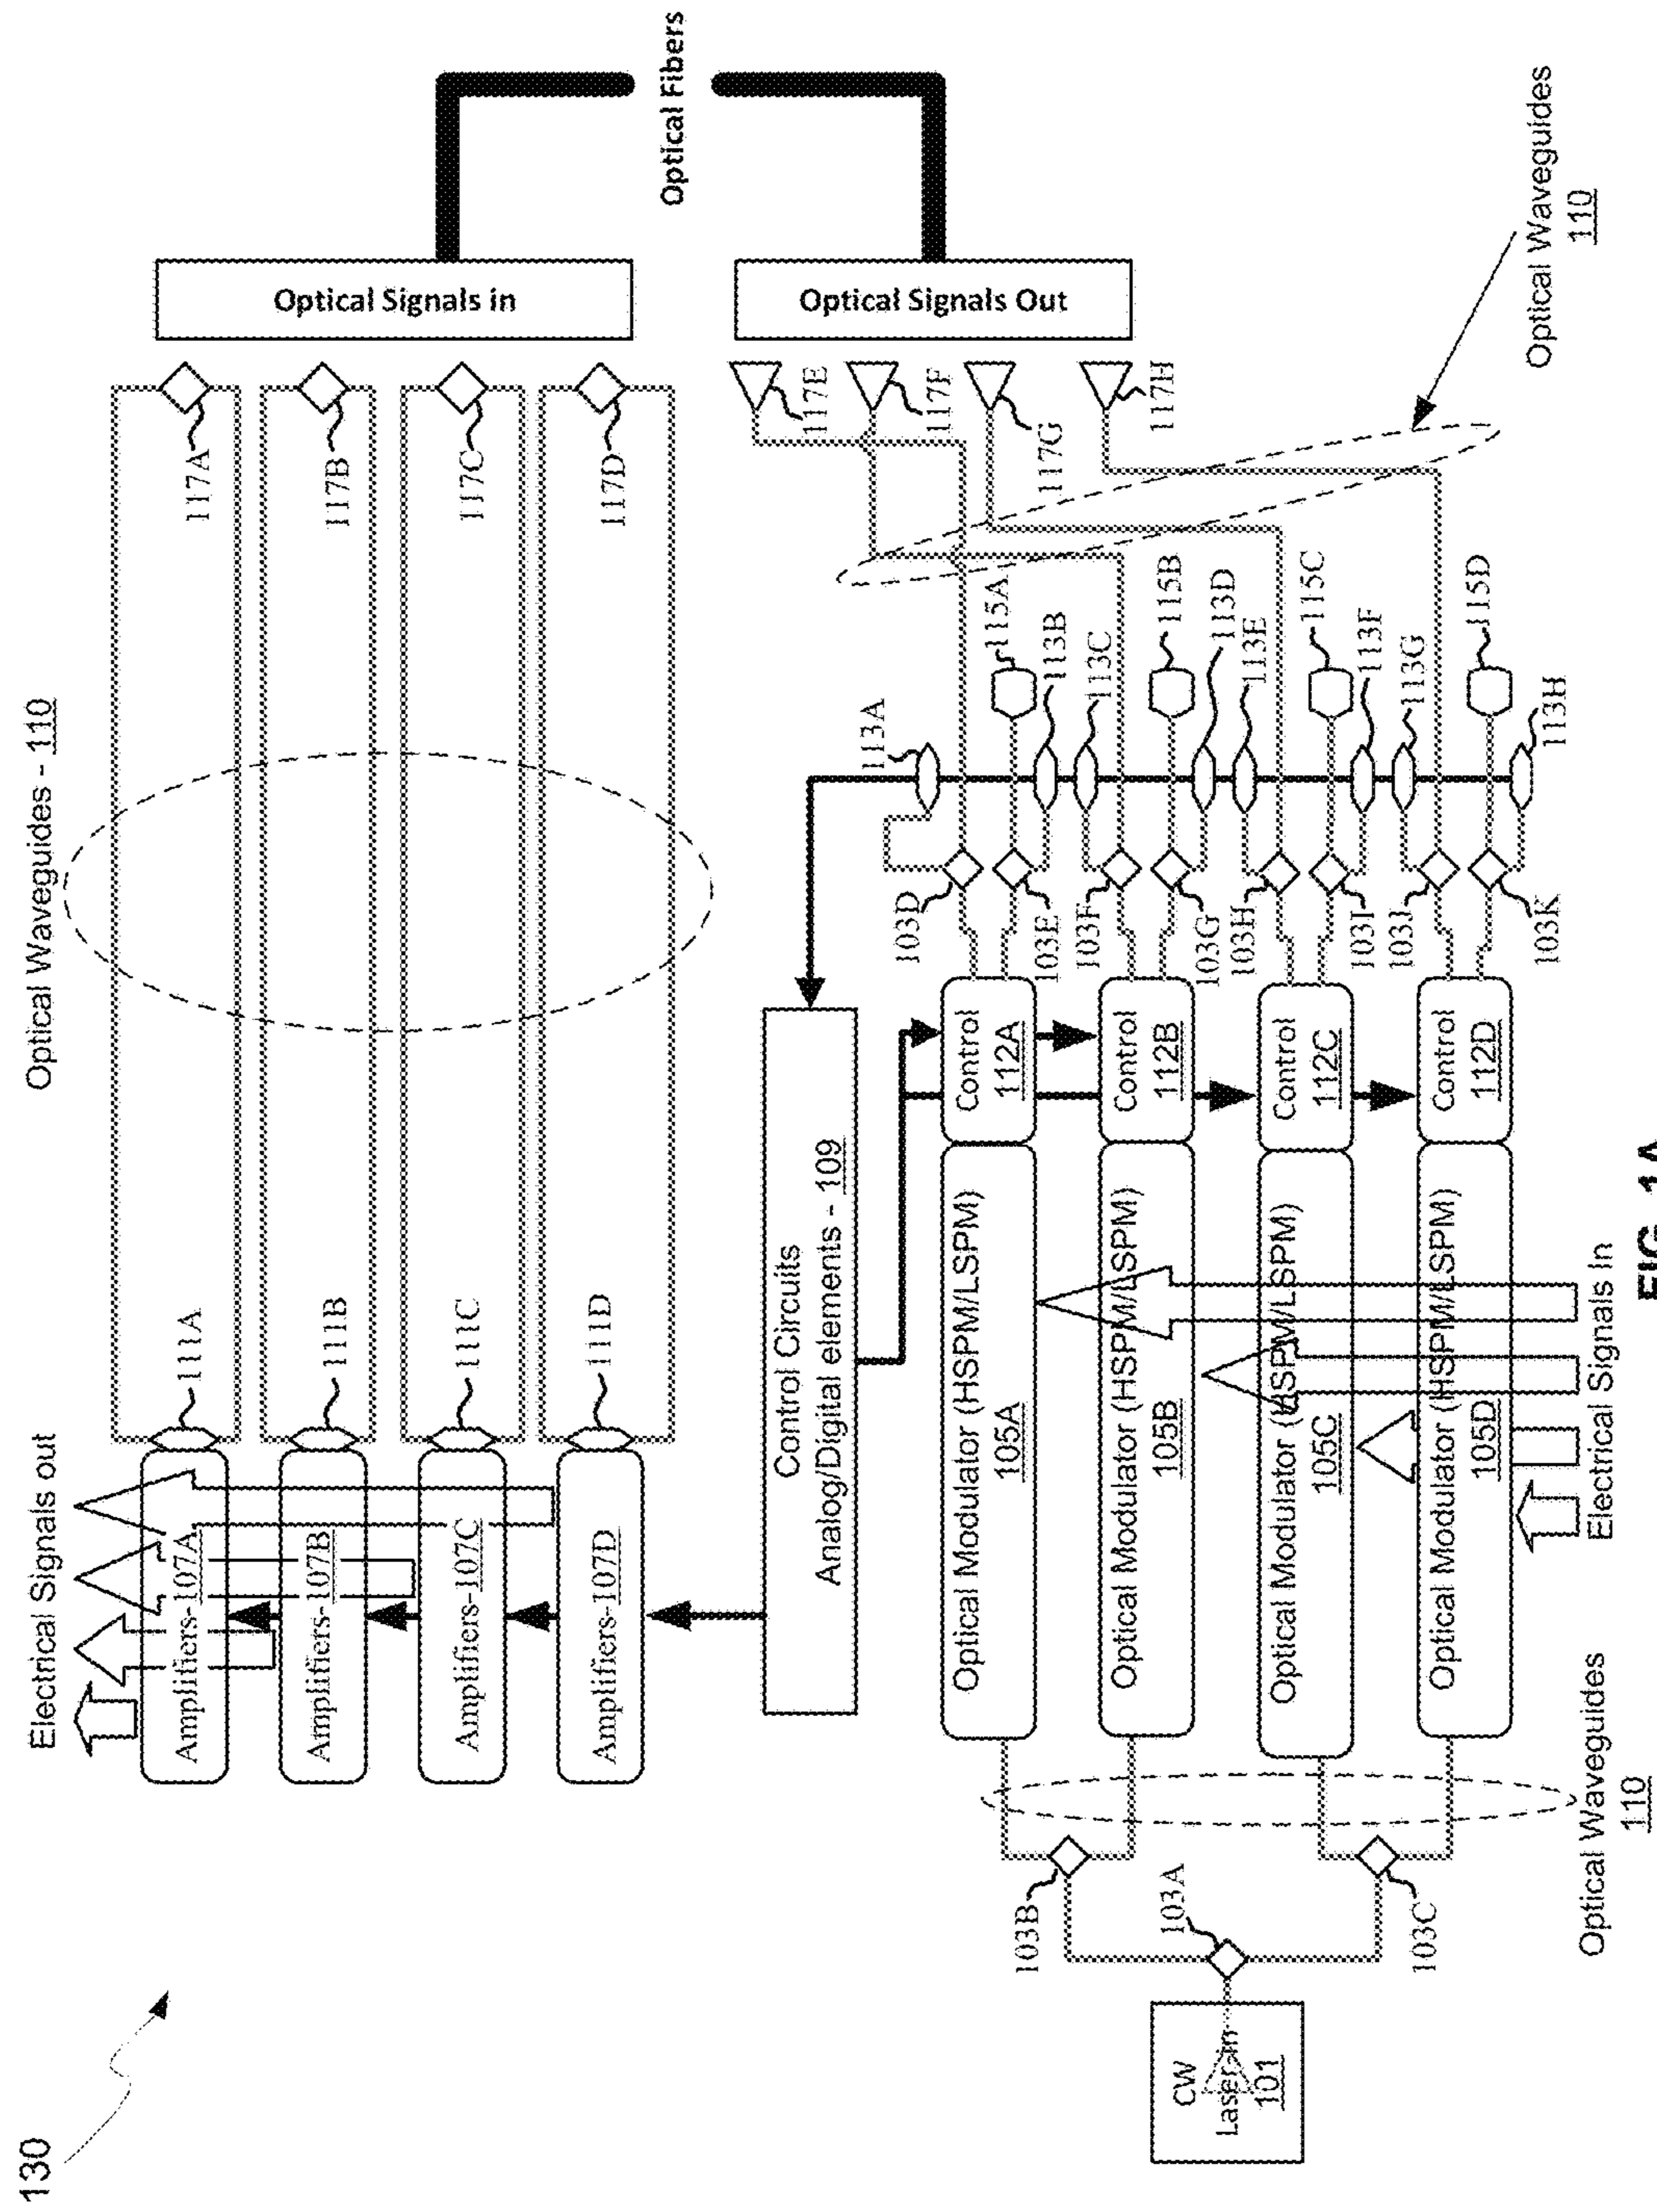 130
Optical Waveguides - 110
Electrical Signals out
Amplifiers-107A
Amplifiers-107B
Amplifiers-107C
Amplifiers-107D
111A
111B
111C
111D
117A
117B
117C
117D
Optical Signals in
Optical Fibers
Optical Signals Out
117E
117F
117G
117H
Control Circuits
Analog/Digital elements - 109
CW
Laser in
101
103A
103B
103C
Optical Modulator (HSPM/LSPM)
105A
Optical Modulator (HSPM/LSPM)
105B
Optical Modulator (HSPM/LSPM)
105C
Optical Modulator (HSPM/LSPM)
105D
Control
112A
Control
112B
Control
112C
Control
112D
103D
103E
103F
103G
103H
103I
103J
103K
113A
115A
113B
113C
115B
113D
113E
115C
113F
113G
115D
113H
Optical Waveguides
110
Optical Waveguides
110
Electrical Signals In
FIG. 1A